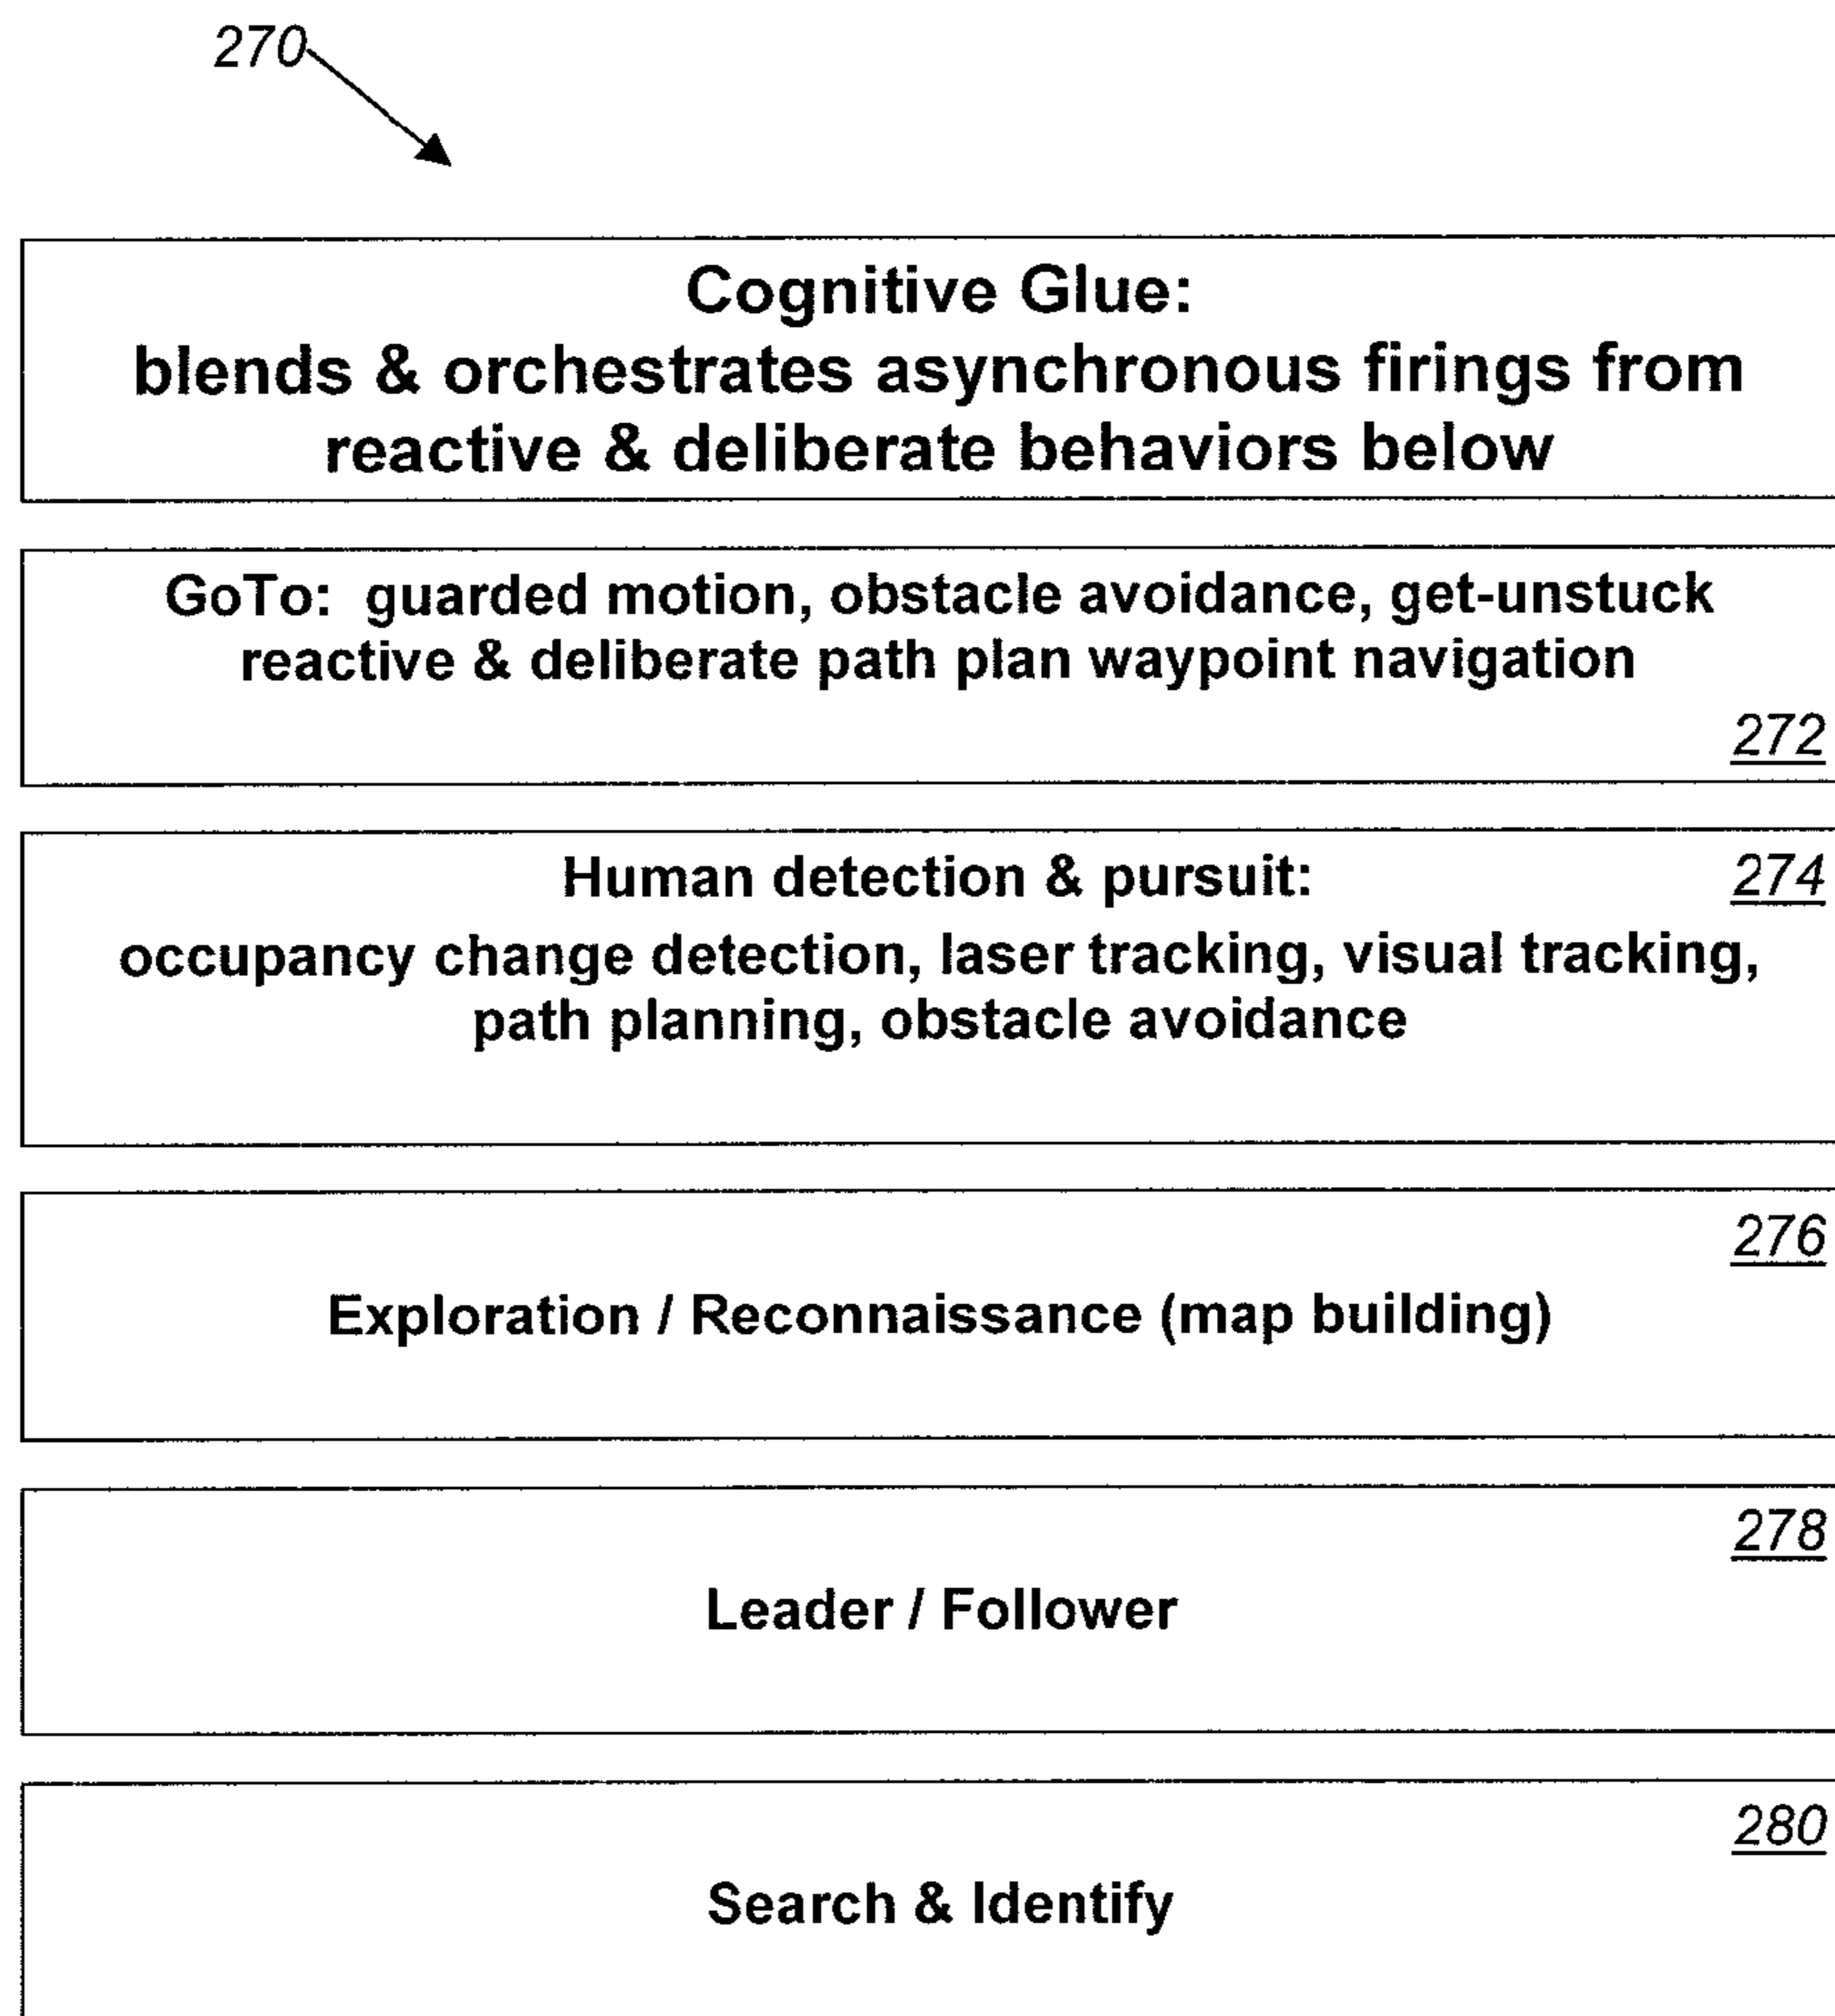 270
Cognitive Glue:
blends & orchestrates asynchronous firings from
reactive & deliberate behaviors below
GoTo: guarded motion, obstacle avoidance, get-unstuck
reactive & deliberate path plan waypoint navigation
272
Human detection & pursuit:
274
occupancy change detection, laser tracking, visual tracking,
path planning, obstacle avoidance
276
Exploration / Reconnaissance (map building)
278
Leader / Follower
280
Search & Identify